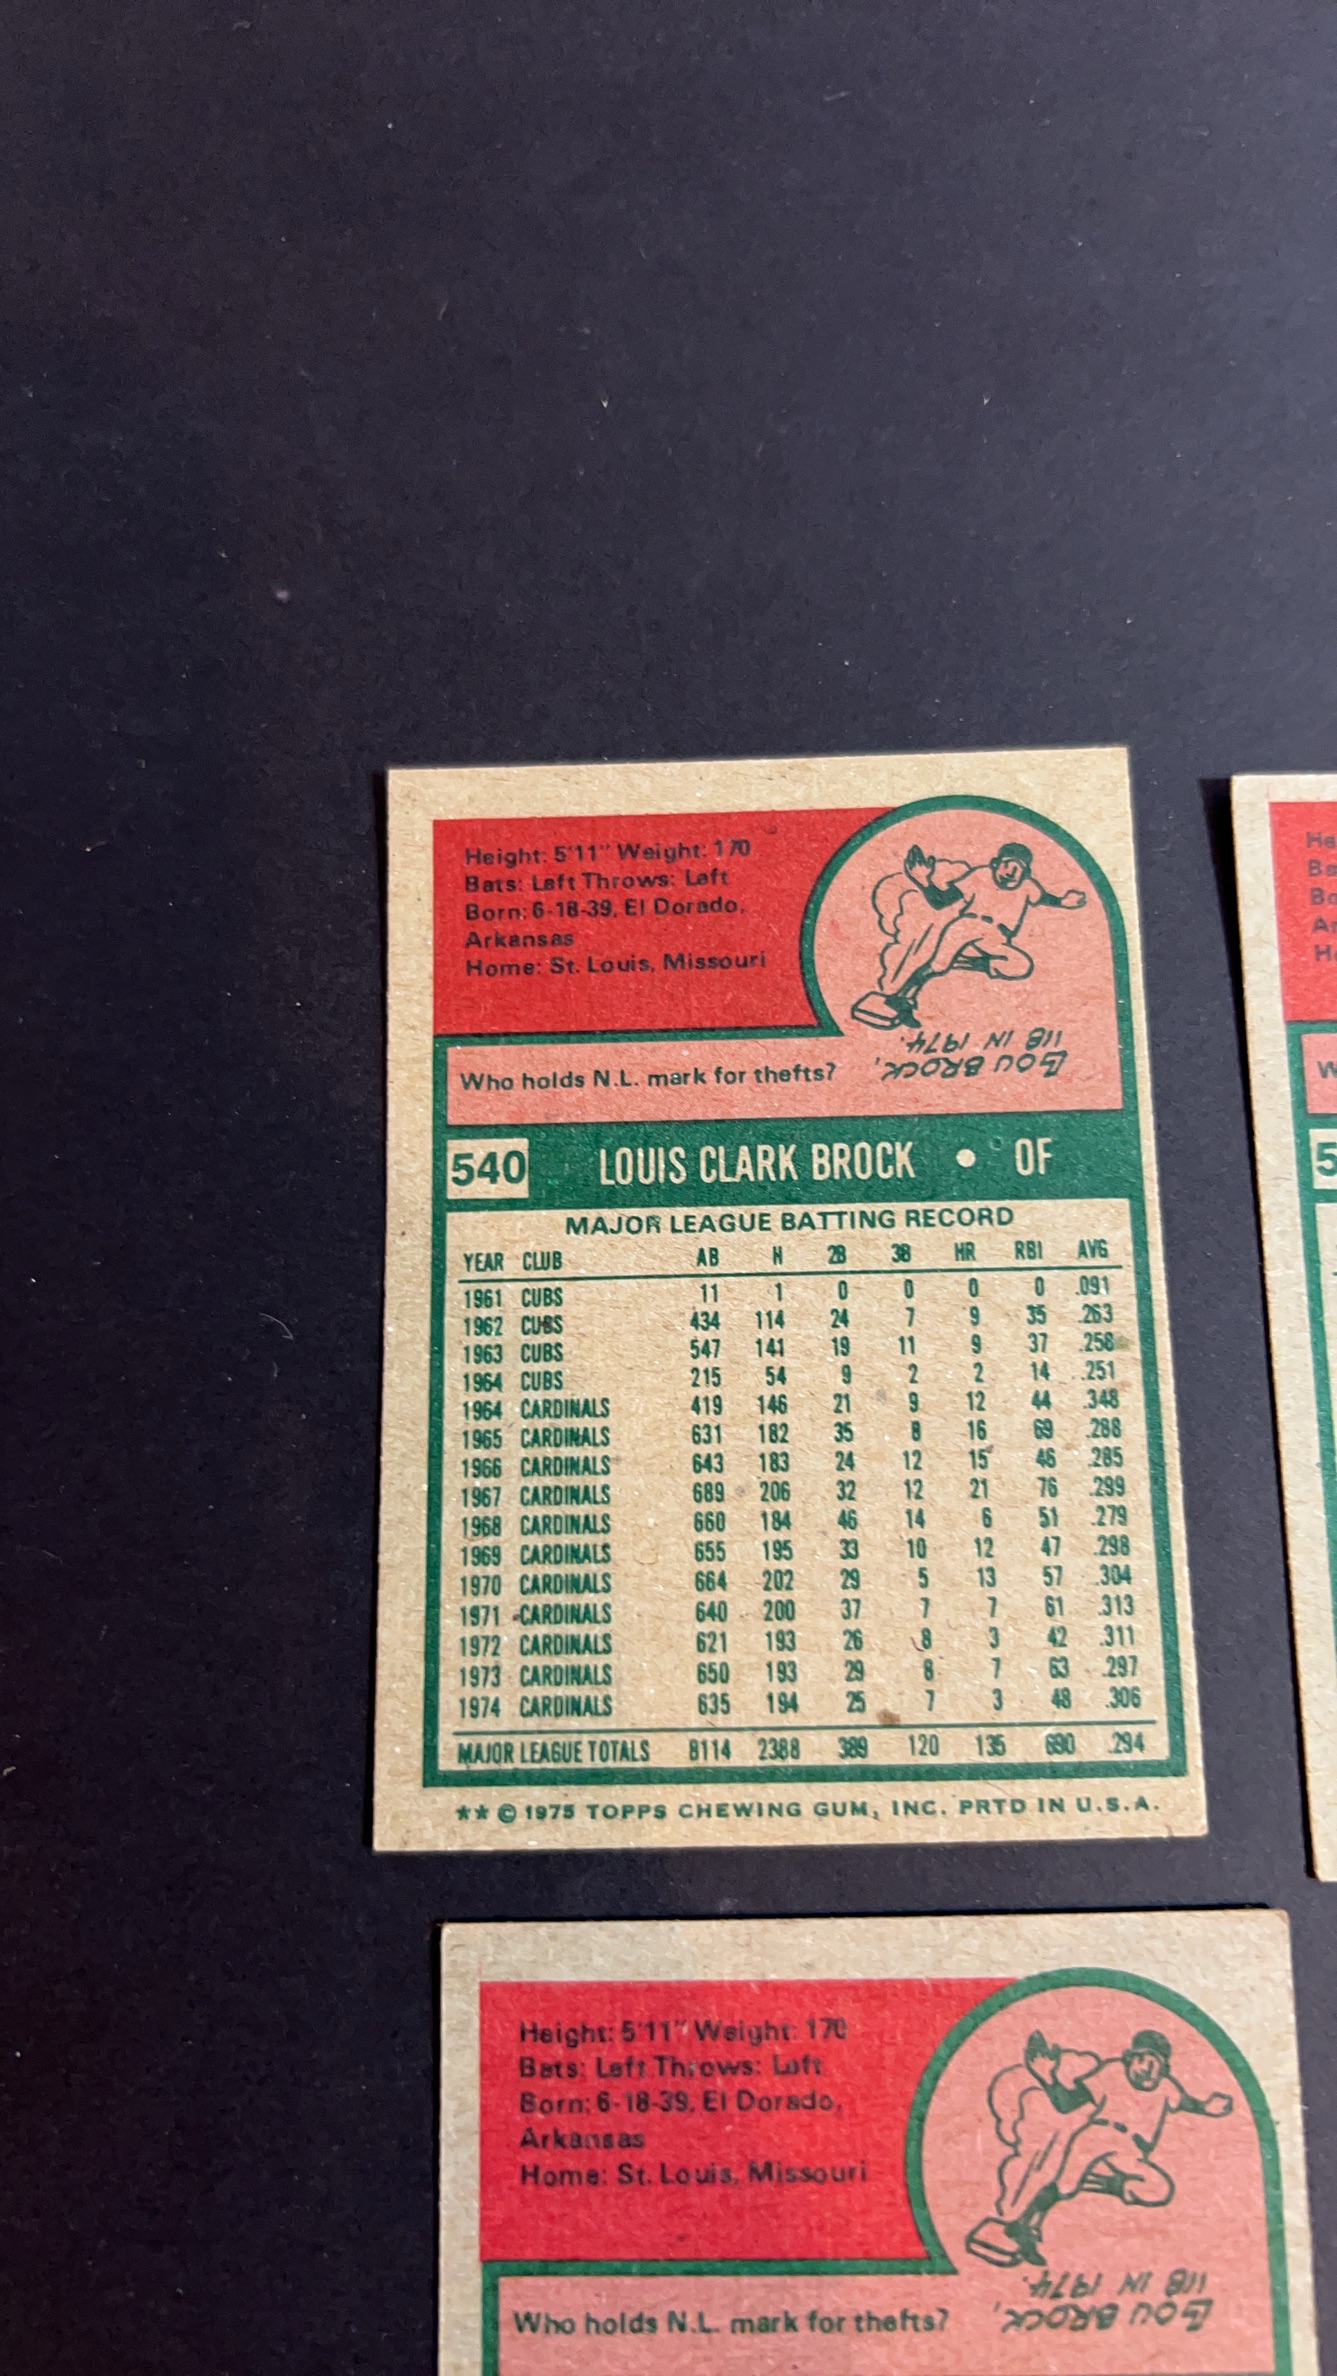 Height: 5'11" Weight: 170
Bats: Left Throws: Left
Born: 6-18-39, El Dorado,
Arkansas
Home: St. Louis, Missouri
Who holds N.L. mark for thefts?
LOU BROCK,
118 IN 1974.
540 LOUIS CLARK BROCK • OF
MAJOR LEAGUE BATTING RECORD
YEAR CLUB AB H 2B 3B HR RBI AVG
1961 CUBS 11 1 0 0 0 0 .091
1962 CUBS 434 114 24 7 9 35 .263
1963 CUBS 547 141 19 11 9 37 .258
1964 CUBS 215 54 9 2 2 14 .251
1964 CARDINALS 419 146 21 9 12 44 .348
1965 CARDINALS 631 182 35 8 16 69 .288
1966 CARDINALS 643 183 24 12 15 46 .285
1967 CARDINALS 689 206 32 12 21 76 .299
1968 CARDINALS 660 184 46 14 6 51 .279
1969 CARDINALS 655 195 33 10 12 47 .298
1970 CARDINALS 664 202 29 5 13 57 .304
1971 CARDINALS 640 200 37 7 7 61 .313
1972 CARDINALS 621 193 26 8 3 42 .311
1973 CARDINALS 650 193 29 8 7 63 .297
1974 CARDINALS 635 194 25 7 3 48 .306
MAJOR LEAGUE TOTALS 8114 2388 389 120 135 690 .294
** © 1975 TOPPS CHEWING GUM, INC. PRTD IN U.S.A.
Height: 5'11" Weight: 170
Bats: Left Throws: Left
Born: 6-18-39, El Dorado,
Arkansas
Home: St. Louis, Missouri
Who holds N.L. mark for thefts?
LOU BROCK,
118 IN 1974.